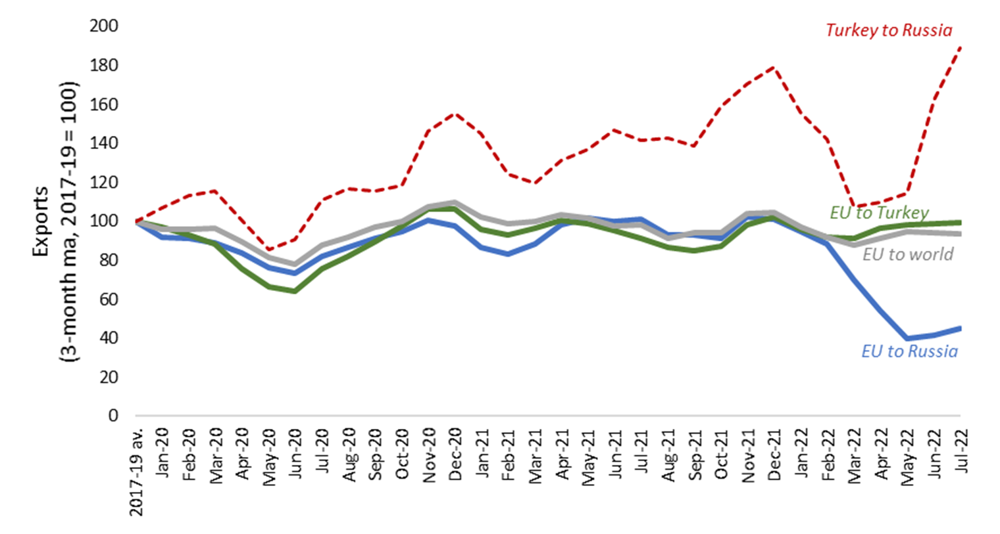 Exports
(3-month ma, 2017-19 = 100)
200
180
160
140
120
100
80
60
40
20
0
Turkey to Russia
EU to Turkey
EU to world
EU to Russia
2017-19 av.
Jan-20
Feb-20
Mar-20
Apr-20
May-20
Jun-20
Jul-20
Aug-20
Sep-20
Oct-20
Nov-20
Dec-20
Jan-21
Feb-21
Mar-21
Apr-21
May-21
Jun-21
Jul-21
Aug-21
Sep-21
Oct-21
Nov-21
Dec-21
Jan-22
Feb-22
Mar-22
Apr-22
May-22
Jun-22
Jul-22